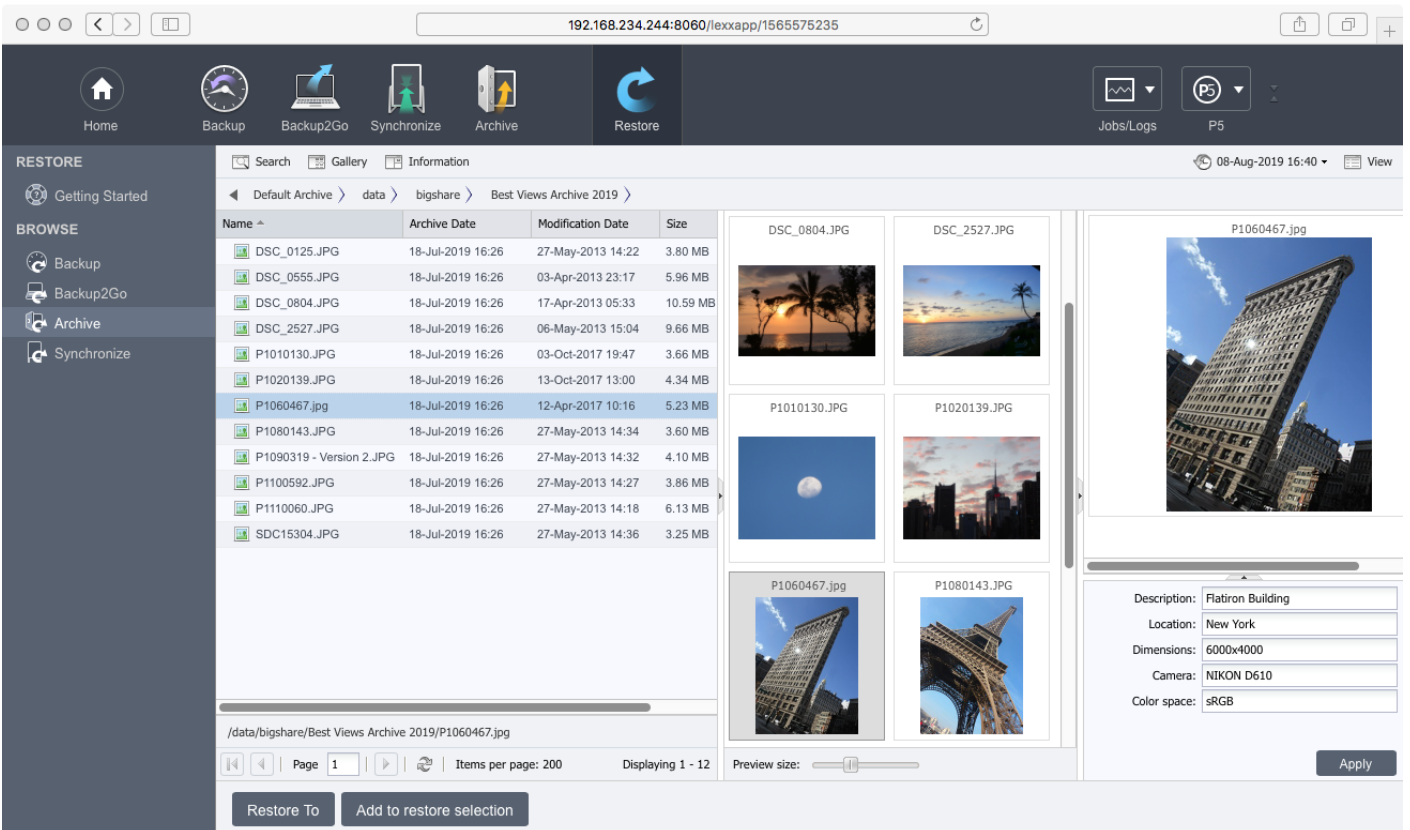 192.168.234.244:8060/lexxapp/1565575235
Home
Backup
Backup2Go
Synchronize
Archive
Restore
Jobs/Logs
P5
P5
RESTORE
Getting Started
BROWSE
Backup
Backup2Go
Archive
Synchronize
Search Gallery Information
08-Aug-2019 16:40 View
Default Archive data bigshare Best Views Archive 2019
Name Archive Date Modification Date Size
DSC_0125.JPG 18-Jul-2019 16:26 27-May-2013 14:22 3.80 MB
DSC_0555.JPG 18-Jul-2019 16:26 03-Apr-2013 23:17 5.96 MB
DSC_0804.JPG 18-Jul-2019 16:26 17-Apr-2013 05:33 10.59 MB
DSC_2527.JPG 18-Jul-2019 16:26 06-May-2013 15:04 9.66 MB
P1010130.JPG 18-Jul-2019 16:26 03-Oct-2017 19:47 3.66 MB
P1020139.JPG 18-Jul-2019 16:26 13-Oct-2017 13:00 4.34 MB
P1060467.jpg 18-Jul-2019 16:26 12-Apr-2017 10:16 5.23 MB
P1080143.JPG 18-Jul-2019 16:26 27-May-2013 14:34 3.60 MB
P1090319 - Version 2.JPG 18-Jul-2019 16:26 27-May-2013 14:32 4.10 MB
P1100592.JPG 18-Jul-2019 16:26 27-May-2013 14:27 3.86 MB
P1110060.JPG 18-Jul-2019 16:26 27-May-2013 14:18 6.13 MB
SDC15304.JPG 18-Jul-2019 16:26 27-May-2013 14:36 3.25 MB
/data/bigshare/Best Views Archive 2019/P1060467.jpg
Page 1 Items per page: 200 Displaying 1 - 12
DSC_0804.JPG DSC_2527.JPG
P1010130.JPG P1020139.JPG
P1060467.jpg P1080143.JPG
Preview size:
P1060467.jpg
Description: Flatiron Building
Location: New York
Dimensions: 6000x4000
Camera: NIKON D610
Color space: sRGB
Apply
Restore To Add to restore selection